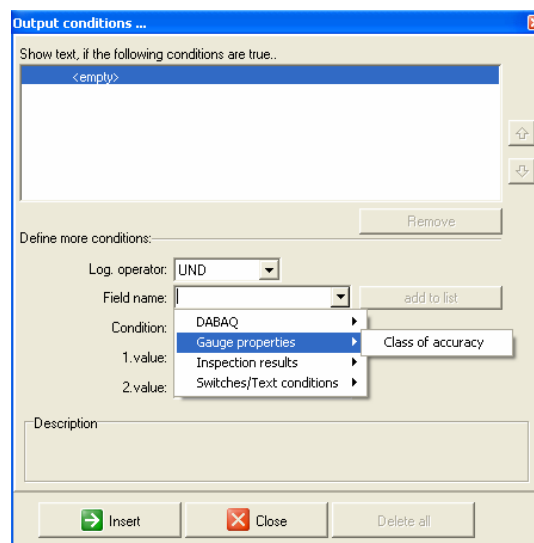 Output conditions ...
Show text, if the following conditions are true..
<empty>
Remove
Define more conditions:
Log. operator: UND
Field name: add to list
DABAQ
Condition:
Gauge properties Class of accuracy
1.value:
Inspection results
Switches/Text conditions
2.value:
Description
Insert Close Delete all